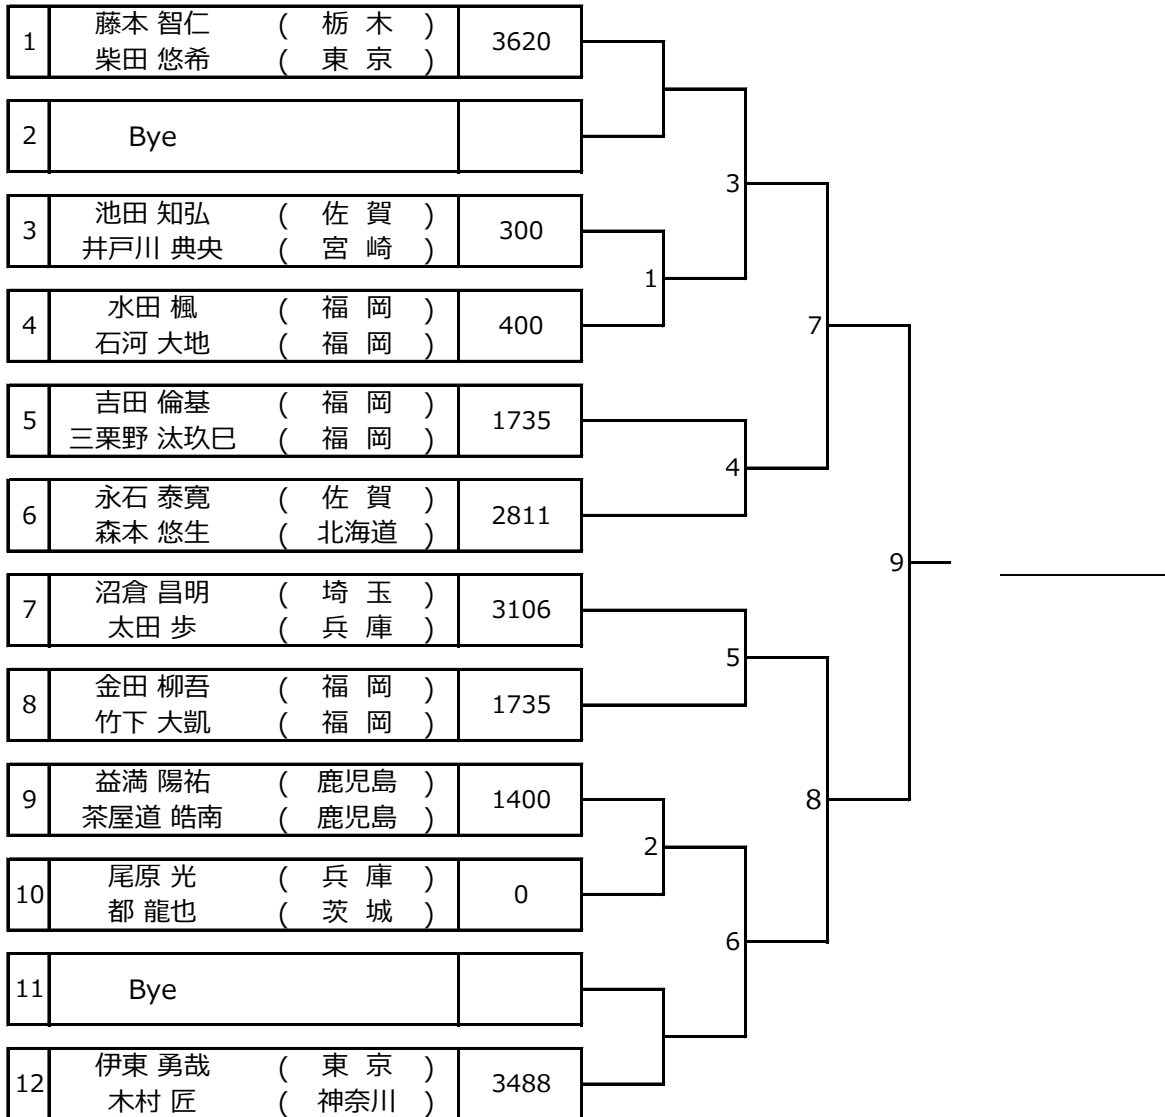 1 藤本 智仁 ( 栃 木 ) 3620
柴田 悠希 ( 東 京 )
2 Bye
3
3 池田 知弘 ( 佐 賀 ) 300
井戸川 典央 ( 宮 崎 )
1
4 水田 楓 ( 福 岡 ) 400
石河 大地 ( 福 岡 )
7
5 吉田 倫基 ( 福 岡 ) 1735
三栗野 汰玖巳 ( 福 岡 )
4
6 永石 泰寛 ( 佐 賀 ) 2811
森本 悠生 ( 北海道 )
9
7 沼倉 昌明 ( 埼 玉 ) 3106
太田 歩 ( 兵 庫 )
5
8 金田 柳吾 ( 福 岡 ) 1735
竹下 大凱 ( 福 岡 )
9 益満 陽祐 ( 鹿児島 ) 1400
茶屋道 皓南 ( 鹿児島 )
8
2
10 尾原 光 ( 兵 庫 ) 0
都 龍也 ( 茨 城 )
6
11 Bye
12 伊東 勇哉 ( 東 京 ) 3488
木村 匠 ( 神奈川 )